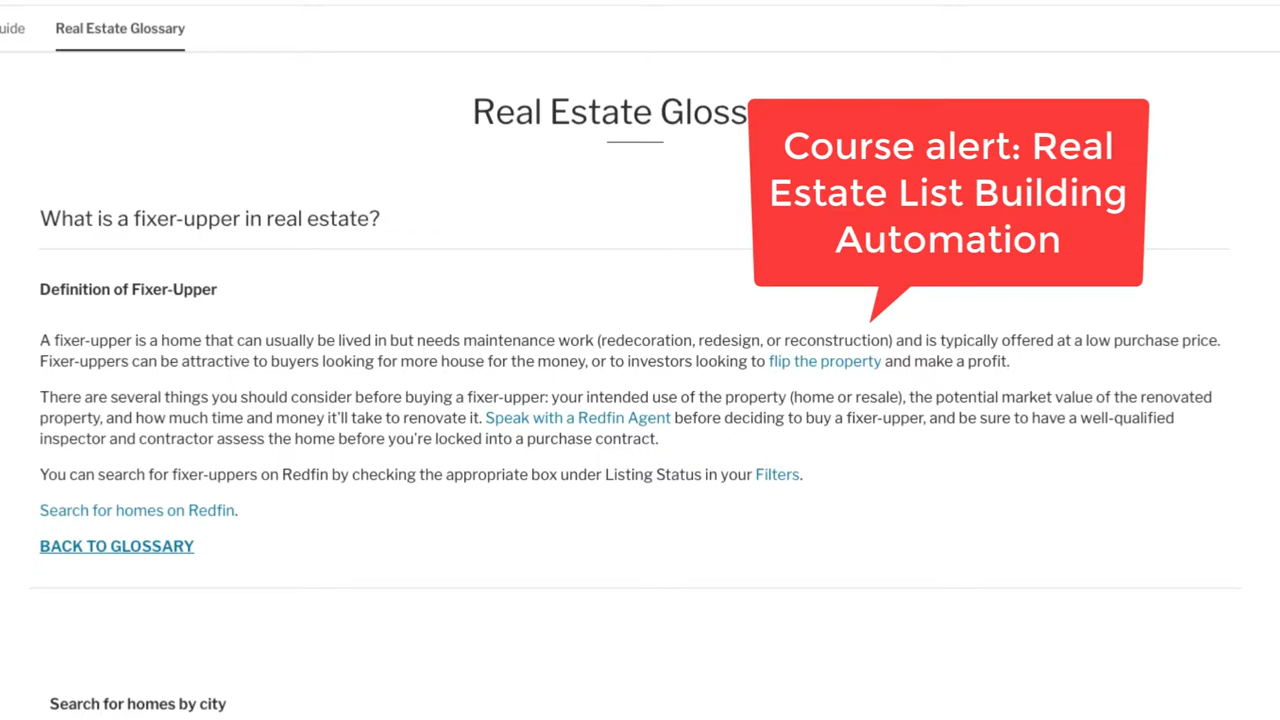 uide
Real Estate Glossary
Real Estate Gloss
Course alert: Real
Estate List Building
Automation
What is a fixer-upper in real estate?
Definition of Fixer-Upper
A fixer-upper is a home that can usually be lived in but needs maintenance work (redecoration, redesign, or reconstruction) and is typically offered at a low purchase price.
Fixer-uppers can be attractive to buyers looking for more house for the money, or to investors looking to flip the property and make a profit.
There are several things you should consider before buying a fixer-upper: your intended use of the property (home or resale), the potential market value of the renovated
property, and how much time and money it'll take to renovate it. Speak with a Redfin Agent before deciding to buy a fixer-upper, and be sure to have a well-qualified
inspector and contractor assess the home before you're locked into a purchase contract.
You can search for fixer-uppers on Redfin by checking the appropriate box under Listing Status in your Filters.
Search for homes on Redfin.
BACK TO GLOSSARY
Search for homes by city